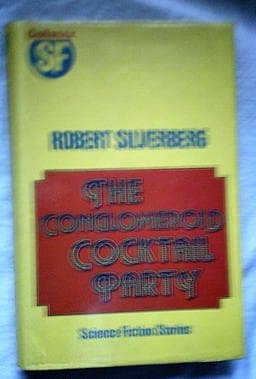 Gollancz
SF
ROBERT SILVERBERG
THE
CONGLOMEROID
COCKTAIL
PARTY
Science Fiction Stories